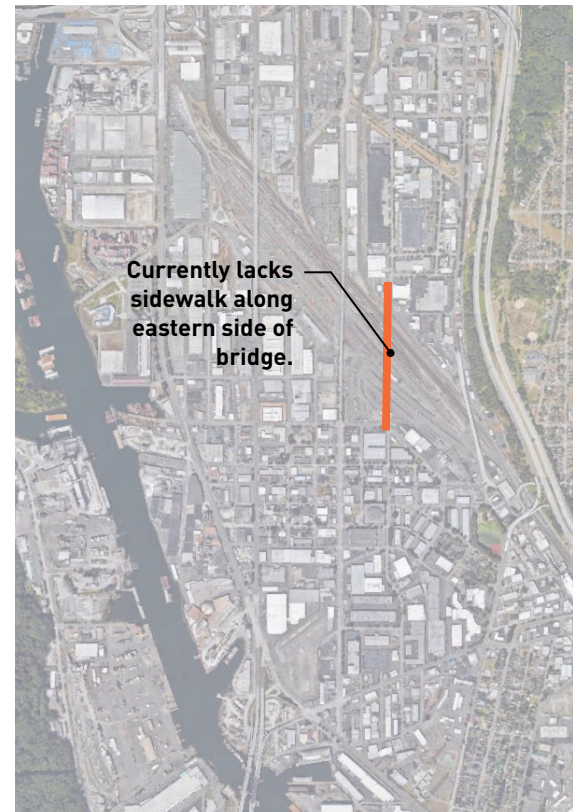 Currently lacks
sidewalk along
eastern side of
bridge.